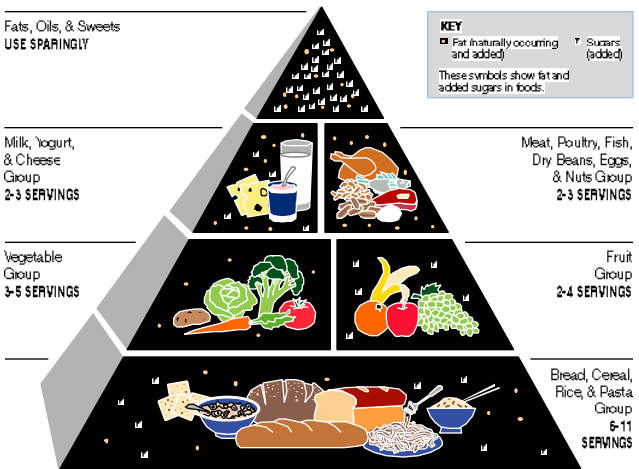 Fats, Oils, & Sweets
USE SPARINGLY
KEY
Fat (naturally occurring
and added)
Sugars
(added)
These symbols show fat and
added sugars in foods.
Milk, Yogurt,
& Cheese
Group
2-3 SERVINGS
Meat, Poultry, Fish,
Dry Beans, Eggs,
& Nuts Group
2-3 SERVINGS
Vegetable
Group
3-5 SERVINGS
Fruit
Group
2-4 SERVINGS
Bread, Cereal,
Rice, & Pasta
Group
6-11
SERVINGS